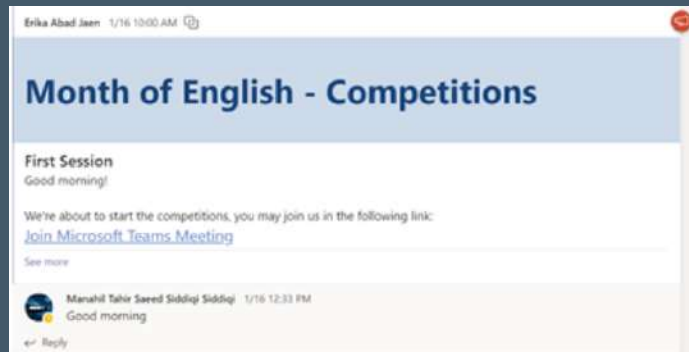 Erika Abad Jaen 1/16 10:00 AM
Month of English - Competitions
First Session
Good morning!
We're about to start the competitions, you may join us in the following link:
Join Microsoft Teams Meeting
See more
Manahil Tahir Saeed Siddiqi Siddiqi 1/16 12:33 PM
Good morning
Reply